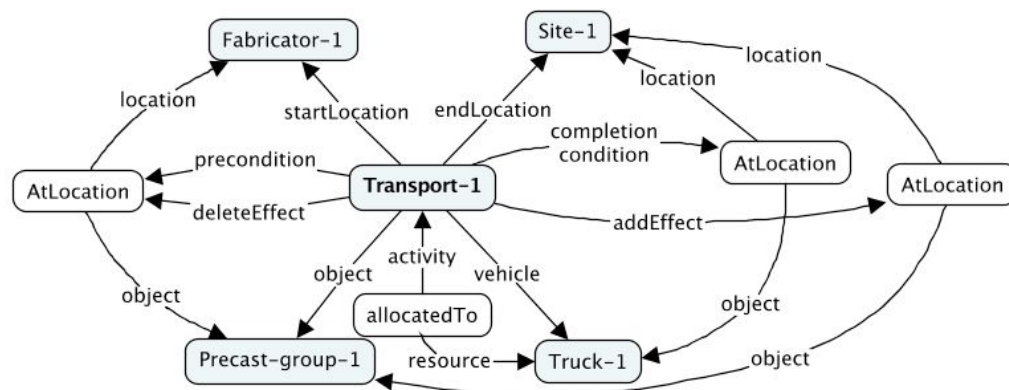 Site-1
Fabricator-1
location
location
location
startLocation
endLocation
completion
condition
precondition
AtLocation
AtLocation
Transport-1
AtLocation
deleteEffect
addEffect
activity
object
vehicle
object
object
allocatedTo
Precast-group-1
resource
Truck-1
object